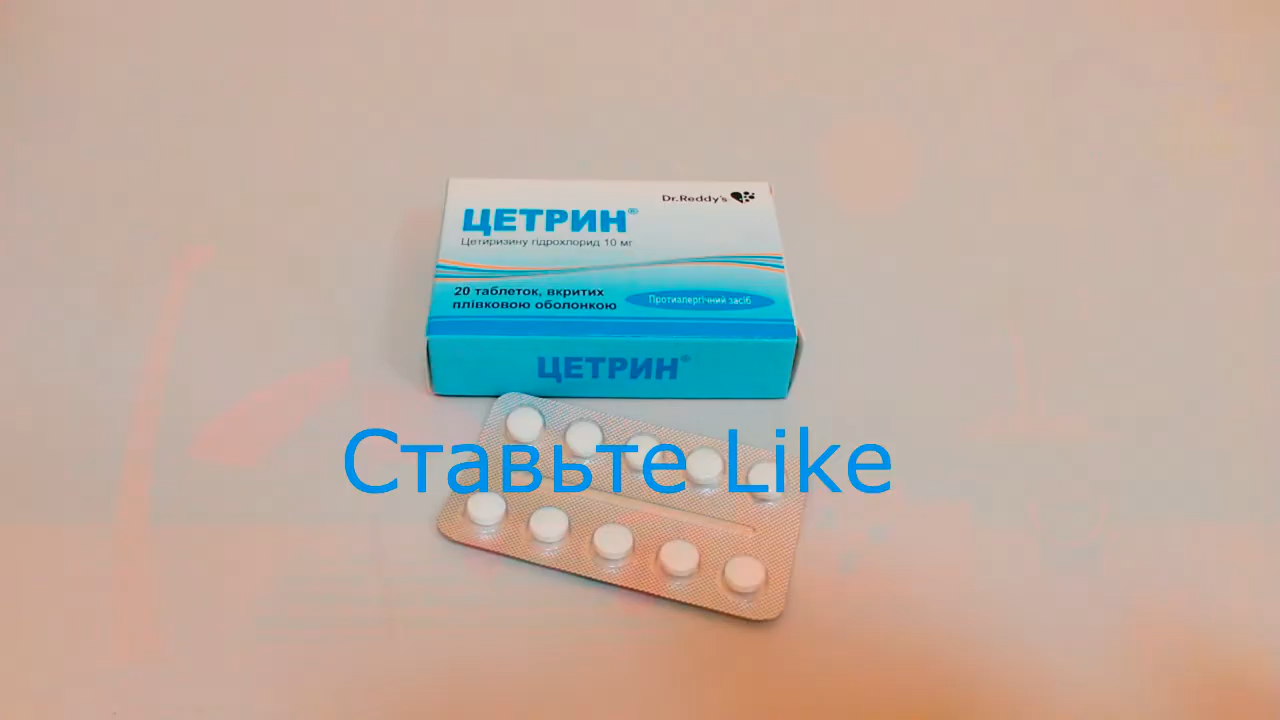 Dr.Reddy's
ЦЕТРИН®
Цетиризину гідрохлорид 10 мг
20 таблеток, вкритих
плівковою оболонкою
Протиалергічний засіб
ЦЕТРИН®
Ставьте Like